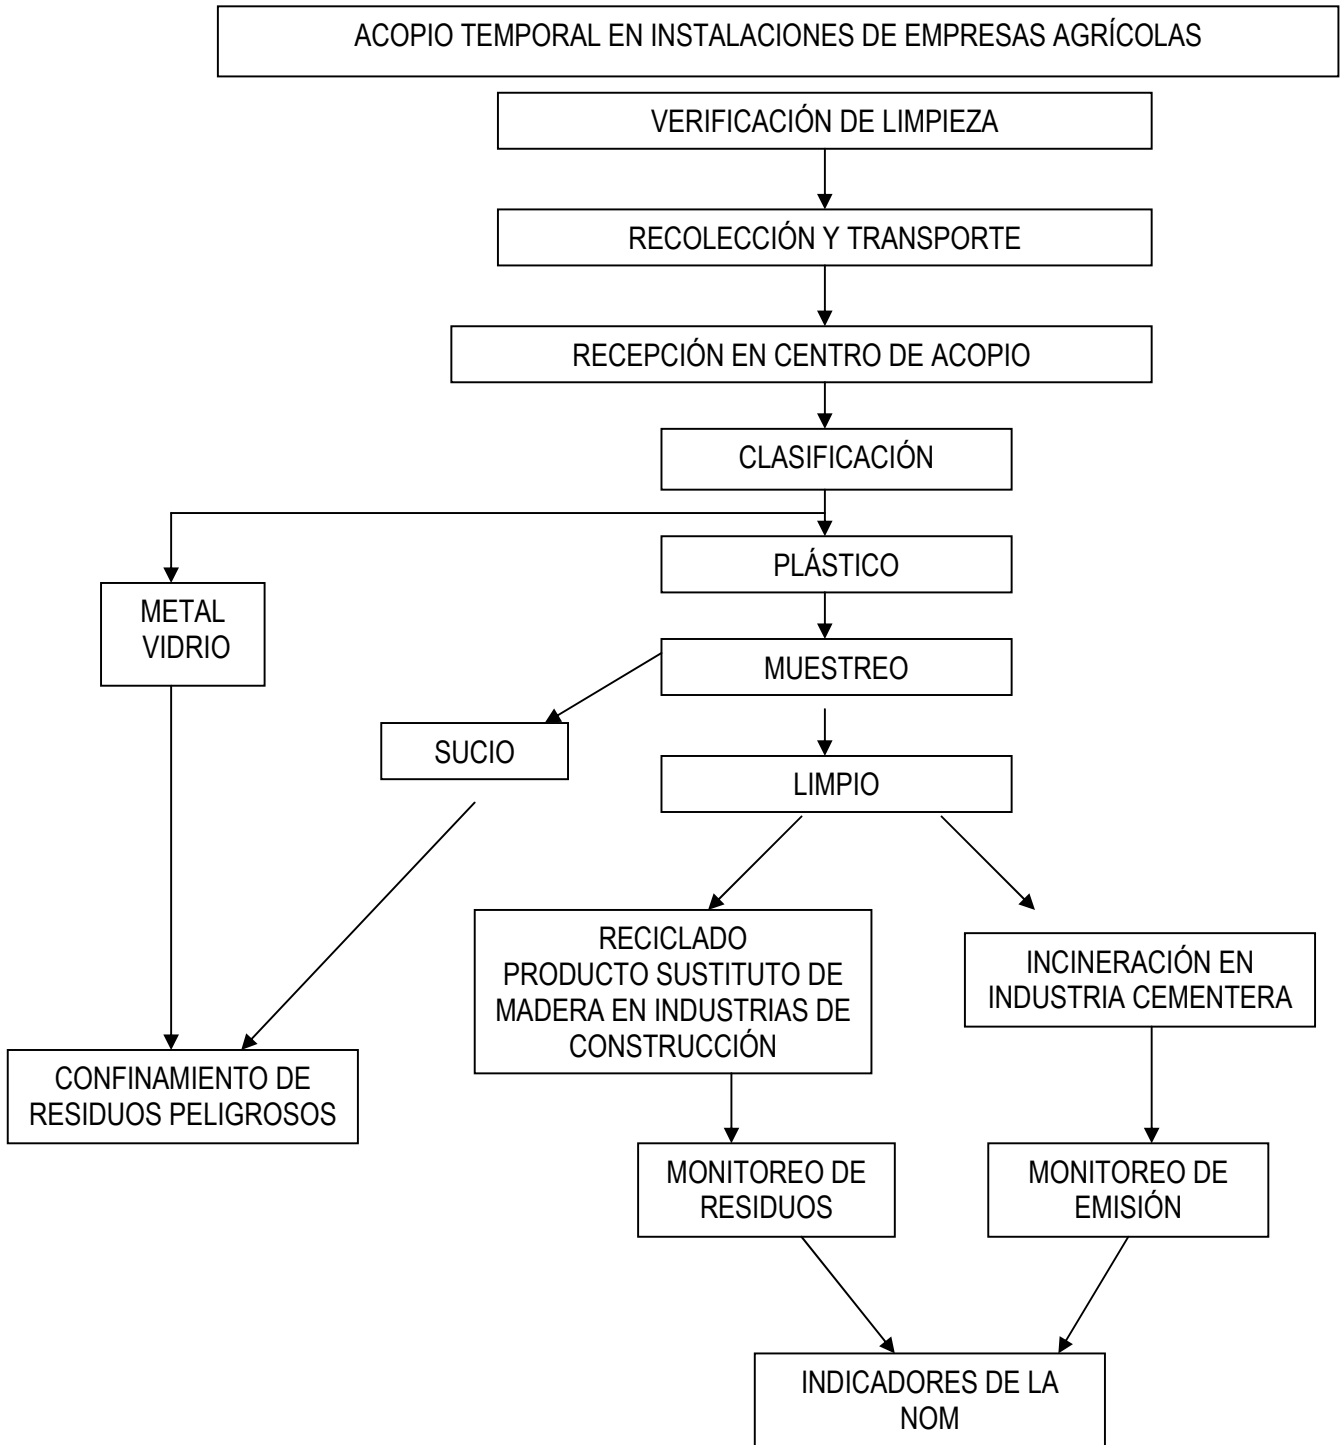 ACOPIO TEMPORAL EN INSTALACIONES DE EMPRESAS AGRÍCOLAS
VERIFICACIÓN DE LIMPIEZA
RECOLECCIÓN Y TRANSPORTE
RECEPCIÓN EN CENTRO DE ACOPIO
CLASIFICACIÓN
PLÁSTICO
METAL
VIDRIO
MUESTREO
SUCIO
LIMPIO
RECICLADO
PRODUCTO SUSTITUTO DE
MADERA EN INDUSTRIAS DE
CONSTRUCCIÓN
INCINERACIÓN EN
INDUSTRIA CEMENTERA
CONFINAMIENTO DE
RESIDUOS PELIGROSOS
MONITOREO DE
RESIDUOS
MONITOREO DE
EMISIÓN
INDICADORES DE LA
NOM